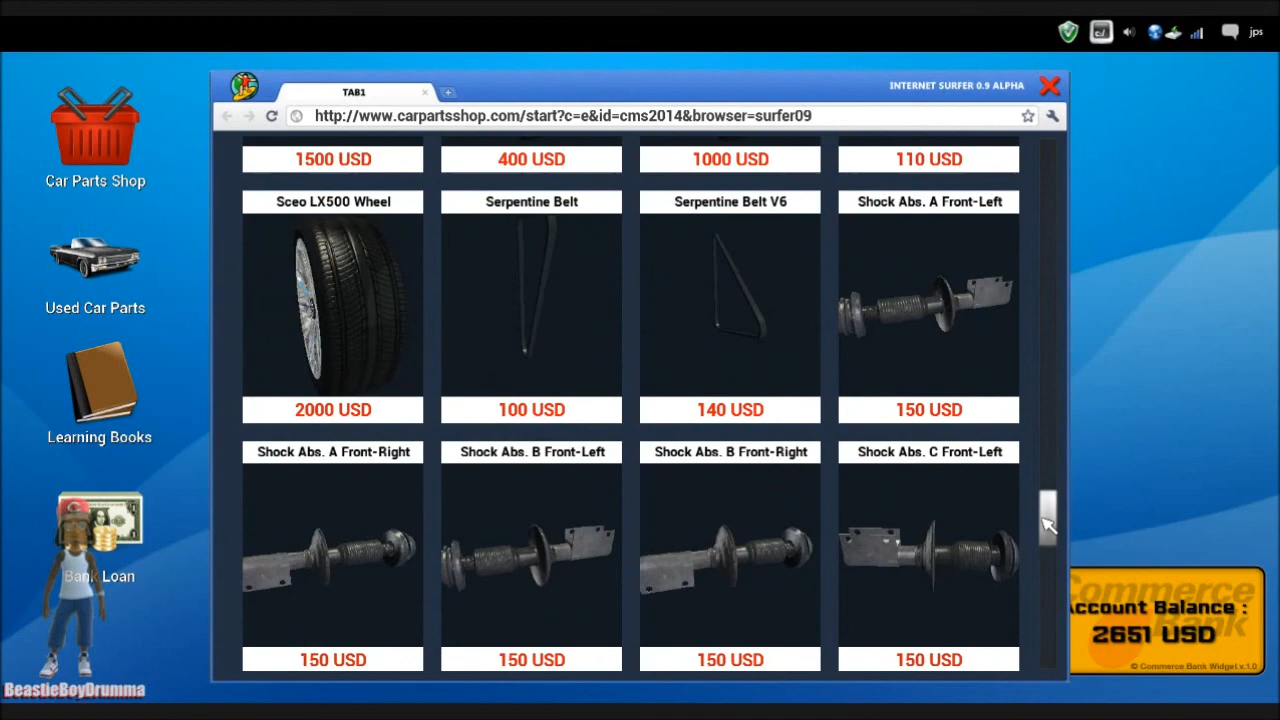 jps
TAB1
INTERNET SURFER 0.9 ALPHA
http://www.carpartsshop.com/start?c=e&id=cms2014&browser=surfer09
Car Parts Shop
Used Car Parts
Learning Books
Bank Loan
BeastieBoyDrumma
1500 USD 400 USD 1000 USD 110 USD
Sceo LX500 Wheel Serpentine Belt Serpentine Belt V6 Shock Abs. A Front-Left
2000 USD 100 USD 140 USD 150 USD
Shock Abs. A Front-Right Shock Abs. B Front-Left Shock Abs. B Front-Right Shock Abs. C Front-Left
150 USD 150 USD 150 USD 150 USD
Commerce
Bank
Account Balance :
2651 USD
© Commerce Bank Widget v.1.0